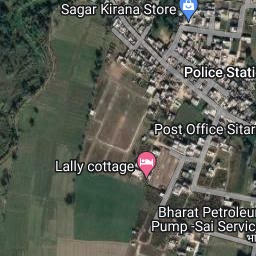 Sagar Kirana Store
Police Stati
Post Office Sitar
Lally cottage
Bharat Petroleu
Pump -Sai Servic